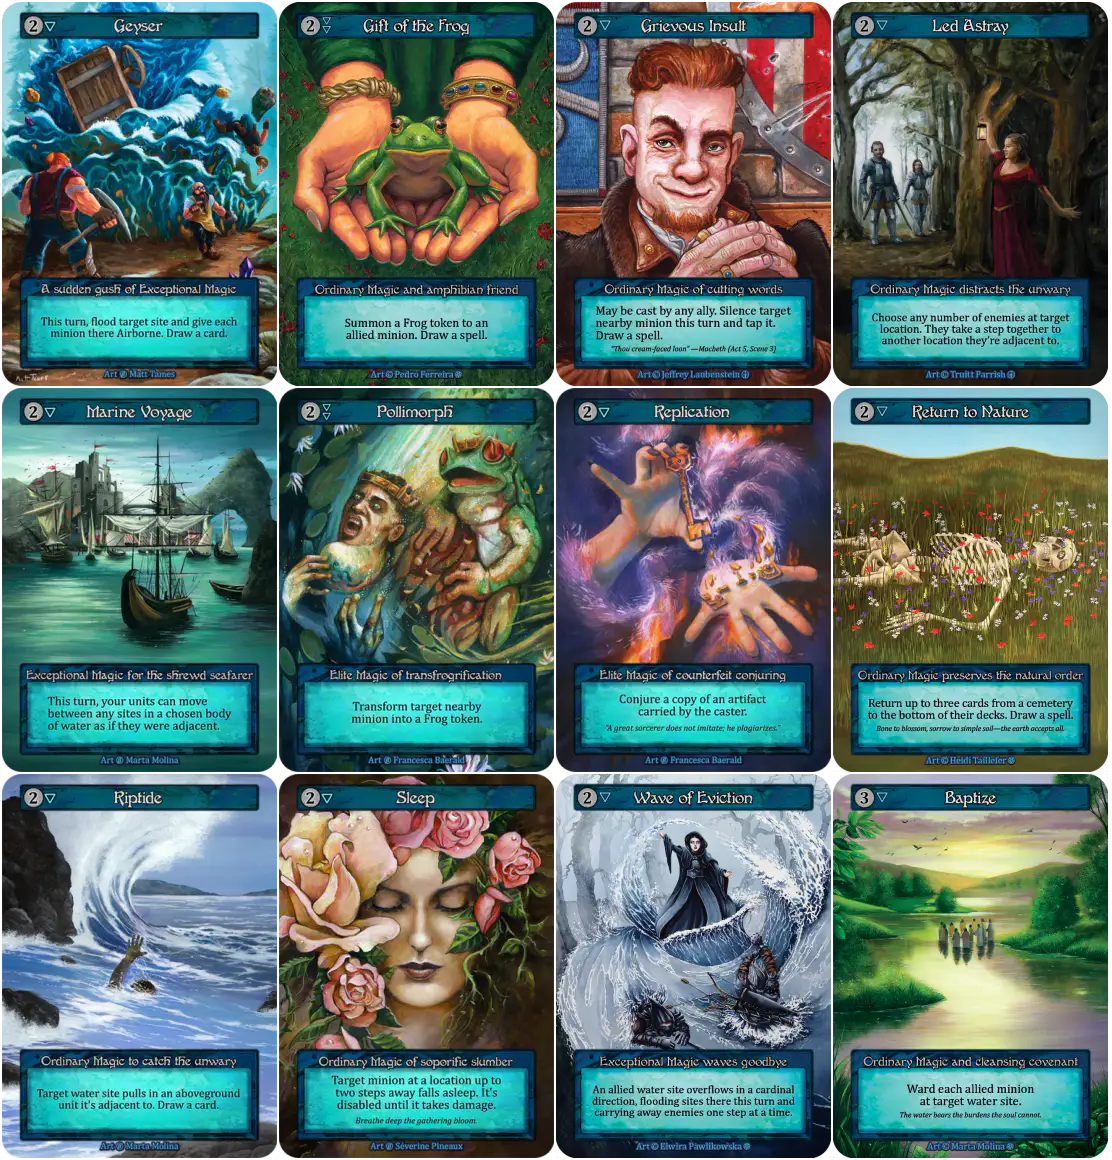 2
Geyser
A sudden gush of Exceptional Magic
This turn, flood target site and give each
minion there Airborne. Draw a card.
Art @ Matt Tames
2
Gift of the Frog
Ordinary Magic and amphibian friend
Summon a Frog token to an
allied minion. Draw a spell.
Art © Pedro Ferreira
2
Grievous Insult
Ordinary Magic of cutting words
May be cast by any ally. Silence target
nearby minion this turn and tap it.
Draw a spell.
"Thou cream-faced loon" —Macbeth (Act 5, Scene 3)
Art © Jeffrey Laubenstein
2
Led Astray
Ordinary Magic distracts the unwary
Choose any number of enemies at target
location. They take a step together to
another location they're adjacent to.
Art © Truitt Parrish
2
Marine Voyage
Exceptional Magic for the shrewd seafarer
This turn, your units can move
between any sites in a chosen body
of water as if they were adjacent.
Art @ Marta Molina
2
Pollimorph
Elite Magic of transfrogrification
Transform target nearby
minion into a Frog token.
Art @ Francesca Baerald
2
Replication
Elite Magic of counterfeit conjuring
Conjure a copy of an artifact
carried by the caster.
"A great sorcerer does not imitate; he plagiarizes."
Art @ Francesca Baerald
2
Return to Nature
Ordinary Magic preserves the natural order
Return up to three cards from a cemetery
to the bottom of their decks. Draw a spell.
Bone to blossom, sorrow to simple soil—the earth accepts all.
Art © Heidi Taillefer
2
Riptide
Ordinary Magic to catch the unwary
Target water site pulls in an aboveground
unit it's adjacent to. Draw a card.
Art @ Marta Molina
2
Sleep
Ordinary Magic of soporific slumber
Target minion at a location up to
two steps away falls asleep. It's
disabled until it takes damage.
Breathe deep the gathering bloom.
Art @ Séverine Pineaux
2
Wave of Eviction
Exceptional Magic waves goodbye
An allied water site overflows in a cardinal
direction, flooding sites there this turn and
carrying away enemies one step at a time.
Art © Elwira Pawlikowska
3
Baptize
Ordinary Magic and cleansing covenant
Ward each allied minion
at target water site.
The water bears the burdens the soul cannot.
Art © Marta Molina